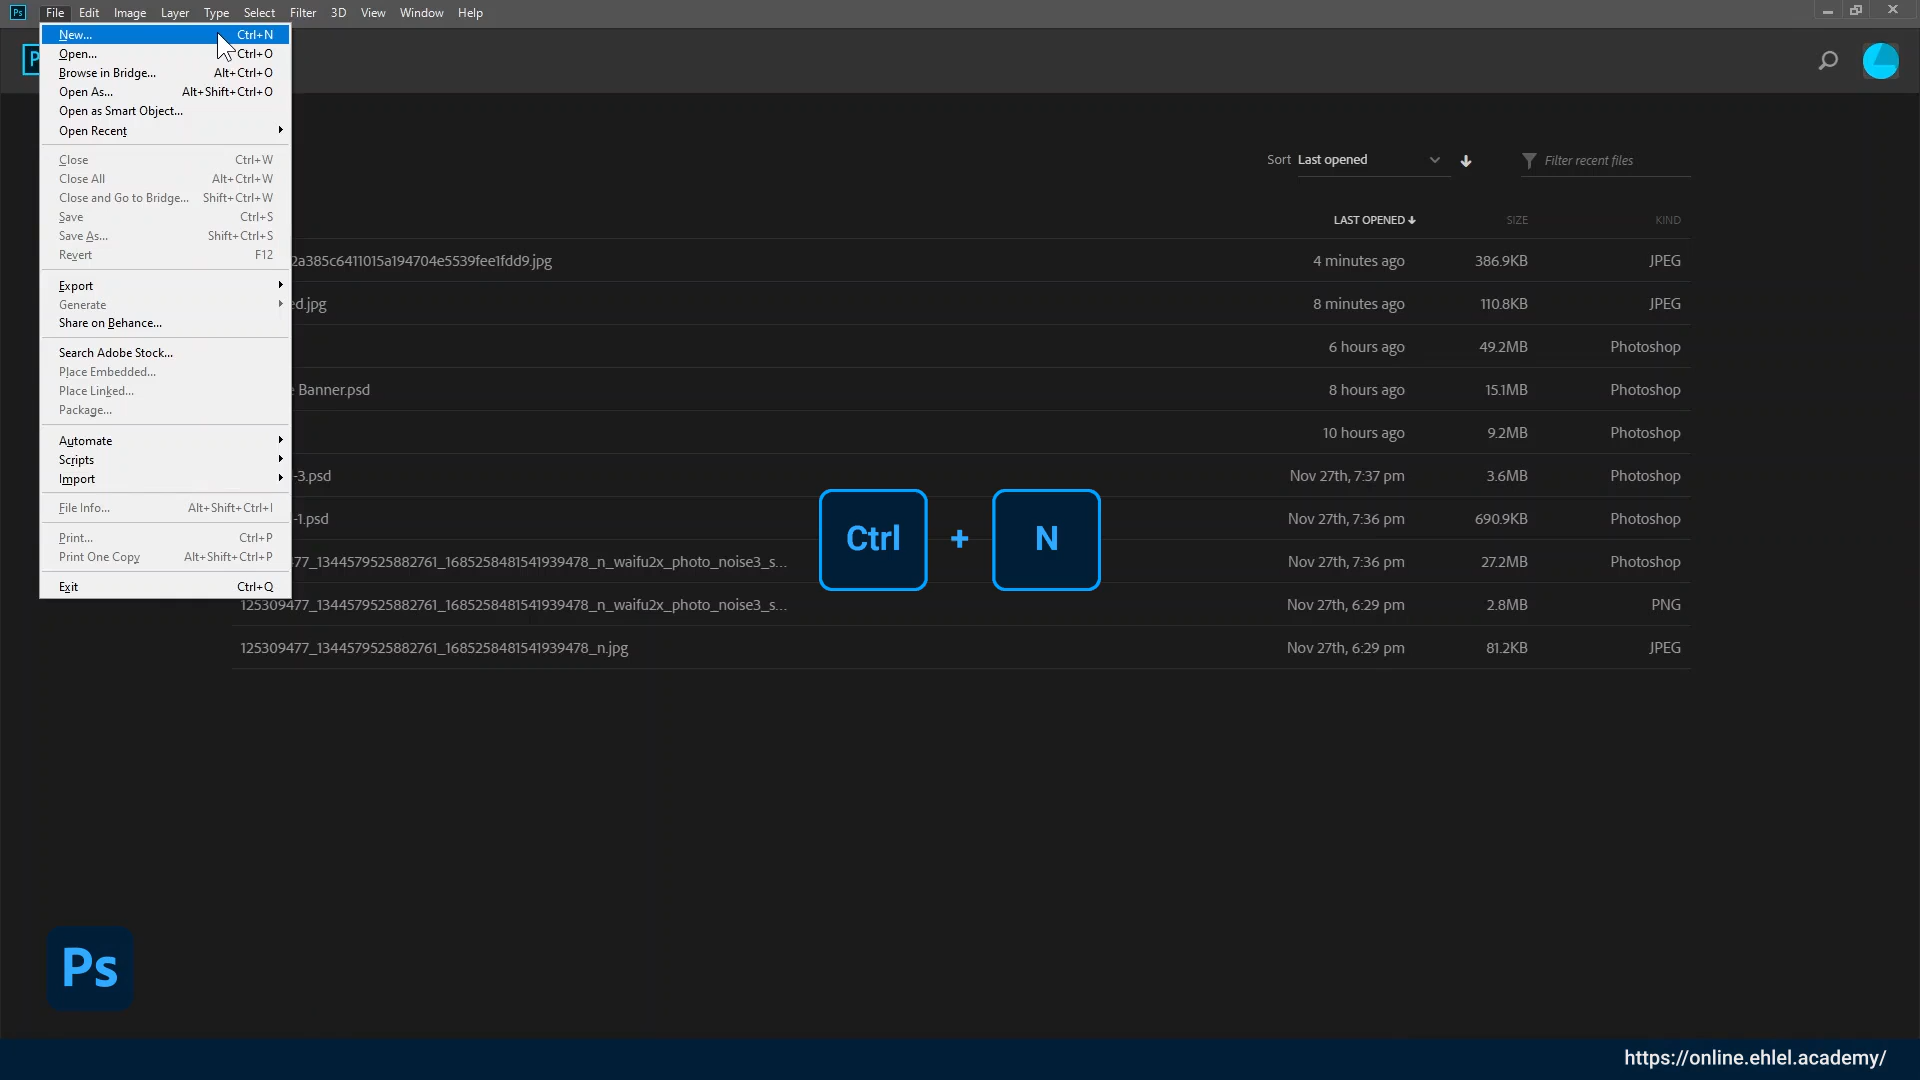 Ps File Edit Image Layer Type Select Filter 3D View Window Help
New... Ctrl+N
Open... Ctrl+O
Browse in Bridge... Alt+Ctrl+O
Open As... Alt+Shift+Ctrl+O
Open as Smart Object...
Open Recent
Close Ctrl+W
Close All Alt+Ctrl+W
Close and Go to Bridge... Shift+Ctrl+W
Save Ctrl+S
Save As... Shift+Ctrl+S
Revert F12
Export
Generate
Share on Behance...
Search Adobe Stock...
Place Embedded...
Place Linked...
Package...
Automate
Scripts
Import
File Info... Alt+Shift+Ctrl+I
Print... Ctrl+P
Print One Copy Alt+Shift+Ctrl+P
Exit Ctrl+Q
Sort Last opened Filter recent files
LAST OPENED SIZE KIND
2a385c6411015a194704e5539fee1fdd9.jpg 4 minutes ago 386.9KB JPEG
ed.jpg 8 minutes ago 110.8KB JPEG
6 hours ago 49.2MB Photoshop
Banner.psd 8 hours ago 15.1MB Photoshop
10 hours ago 9.2MB Photoshop
-3.psd Nov 27th, 7:37 pm 3.6MB Photoshop
-1.psd Nov 27th, 7:36 pm 690.9KB Photoshop
77_1344579525882761_1685258481541939478_n_waifu2x_photo_noise3_s... Nov 27th, 7:36 pm 27.2MB Photoshop
125309477_1344579525882761_1685258481541939478_n_waifu2x_photo_noise3_s... Nov 27th, 6:29 pm 2.8MB PNG
125309477_1344579525882761_1685258481541939478_n.jpg Nov 27th, 6:29 pm 81.2KB JPEG
Ctrl + N
Ps
https://online.ehlel.academy/